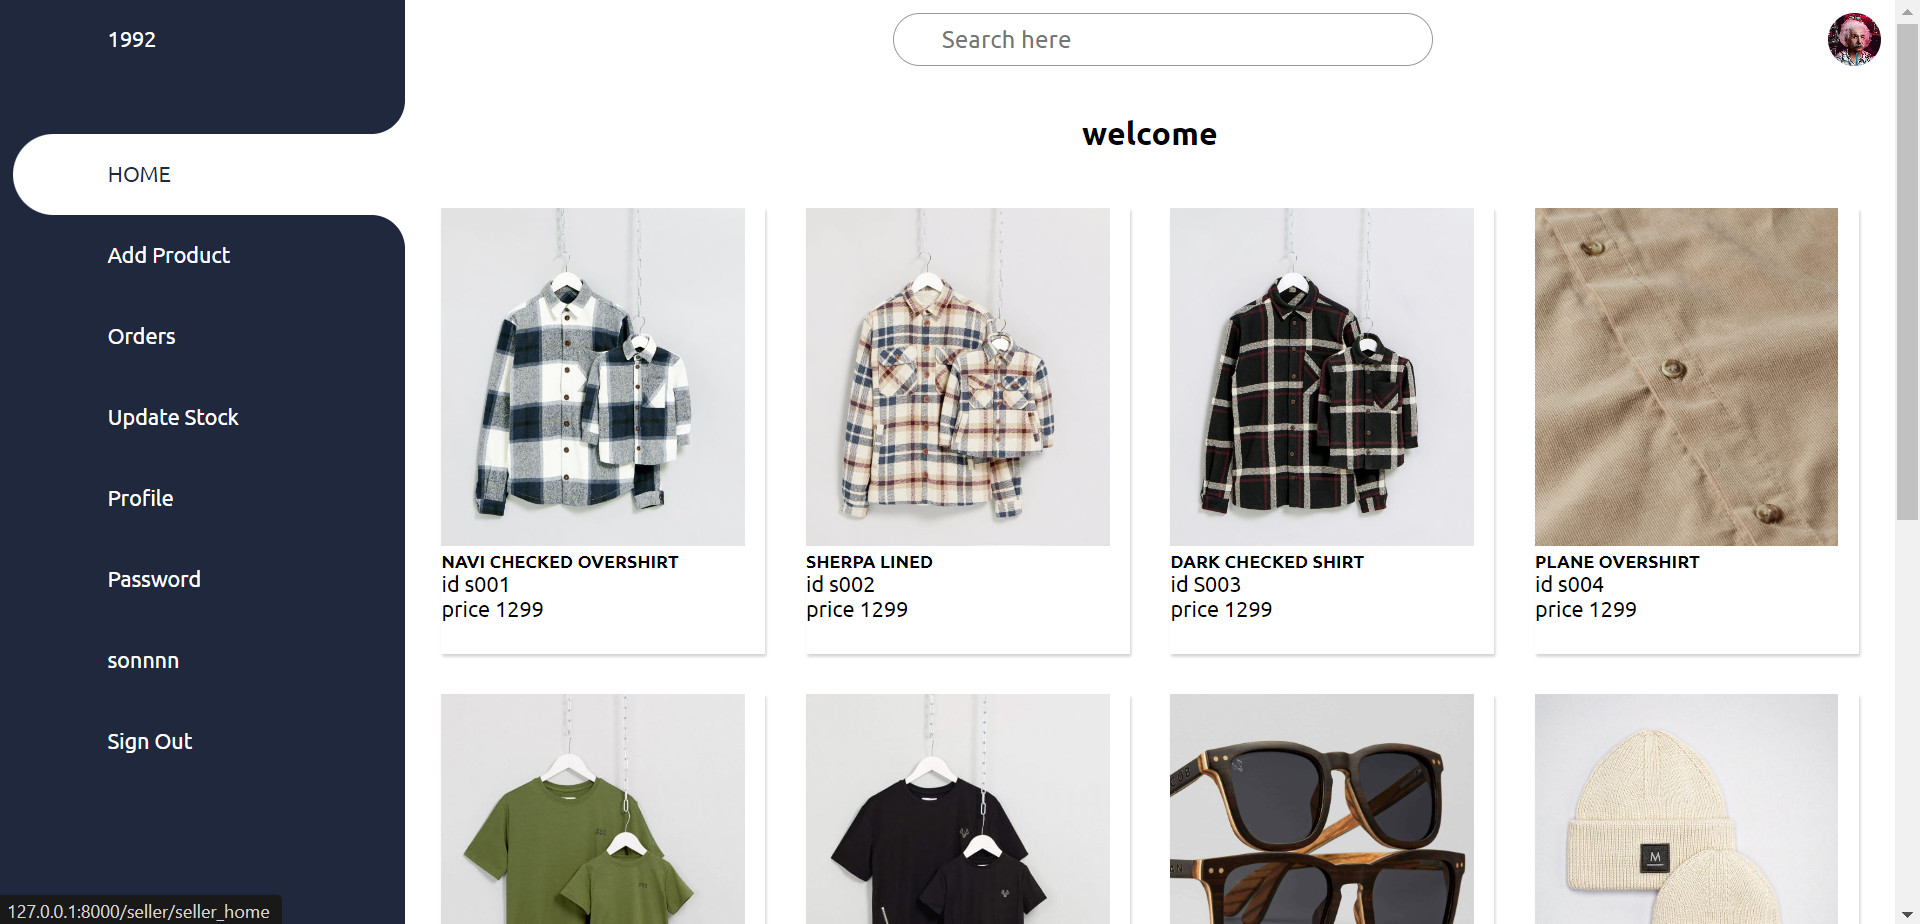 1992
Search here
welcome
HOME
Add Product
Orders
Update Stock
Profile
Password
sonnnn
Sign Out
NAVI CHECKED OVERSHIRT
id s001
price 1299
SHERPA LINED
id s002
price 1299
DARK CHECKED SHIRT
id S003
price 1299
PLANE OVERSHIRT
id s004
price 1299
M
127.0.0.1:8000/seller/seller_home